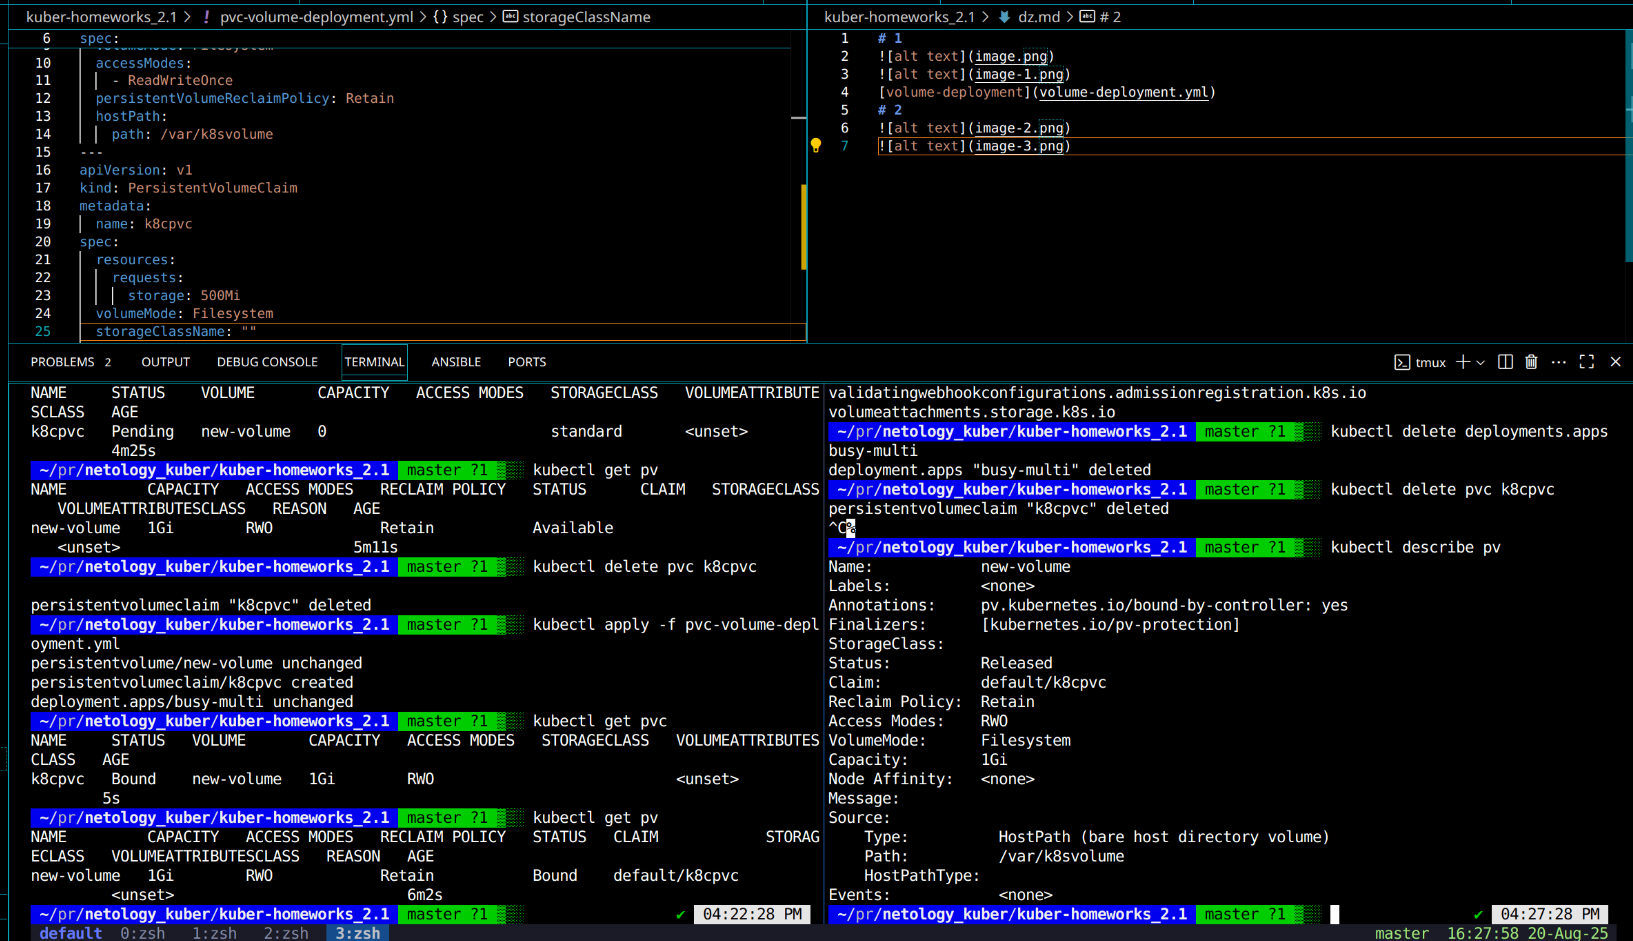 kuber-homeworks_2.1 > ! pvc-volume-deployment.yml > {} spec > abc storageClassName
6 spec:
10 accessModes:
11 - ReadWriteOnce
12 persistentVolumeReclaimPolicy: Retain
13 hostPath:
14 path: /var/k8svolume
15 ---
16 apiVersion: v1
17 kind: PersistentVolumeClaim
18 metadata:
19 name: k8cpvc
20 spec:
21 resources:
22 requests:
23 storage: 500Mi
24 volumeMode: Filesystem
25 storageClassName: ""
kuber-homeworks_2.1 > dz.md > abc # 2
1 # 1
2 ![alt text](image.png)
3 ![alt text](image-1.png)
4 [volume-deployment](volume-deployment.yml)
5 # 2
6 ![alt text](image-2.png)
7 ![alt text](image-3.png)
PROBLEMS 2 OUTPUT DEBUG CONSOLE TERMINAL ANSIBLE PORTS
tmux
NAME STATUS VOLUME CAPACITY ACCESS MODES STORAGECLASS VOLUMEATTRIBUTE
SCLASS AGE
k8cpvc Pending new-volume 0 standard <unset>
4m25s
~/pr/netology_kuber/kuber-homeworks_2.1 master ?1 kubectl get pv
NAME CAPACITY ACCESS MODES RECLAIM POLICY STATUS CLAIM STORAGECLASS
VOLUMEATTRIBUTESCLASS REASON AGE
new-volume 1Gi RWO Retain Available
<unset> 5m11s
~/pr/netology_kuber/kuber-homeworks_2.1 master ?1 kubectl delete pvc k8cpvc
persistentvolumeclaim "k8cpvc" deleted
~/pr/netology_kuber/kuber-homeworks_2.1 master ?1 kubectl apply -f pvc-volume-depl
oyment.yml
persistentvolume/new-volume unchanged
persistentvolumeclaim/k8cpvc created
deployment.apps/busy-multi unchanged
~/pr/netology_kuber/kuber-homeworks_2.1 master ?1 kubectl get pvc
NAME STATUS VOLUME CAPACITY ACCESS MODES STORAGECLASS VOLUMEATTRIBUTES
CLASS AGE
k8cpvc Bound new-volume 1Gi RWO <unset>
5s
~/pr/netology_kuber/kuber-homeworks_2.1 master ?1 kubectl get pv
NAME CAPACITY ACCESS MODES RECLAIM POLICY STATUS CLAIM STORAG
ECLASS VOLUMEATTRIBUTESCLASS REASON AGE
new-volume 1Gi RWO Retain Bound default/k8cpvc
<unset> 6m2s
~/pr/netology_kuber/kuber-homeworks_2.1 master ?1 ✔ 04:22:28 PM
validatingwebhookconfigurations.admissionregistration.k8s.io
volumeattachments.storage.k8s.io
~/pr/netology_kuber/kuber-homeworks_2.1 master ?1 kubectl delete deployments.apps
busy-multi
deployment.apps "busy-multi" deleted
~/pr/netology_kuber/kuber-homeworks_2.1 master ?1 kubectl delete pvc k8cpvc
persistentvolumeclaim "k8cpvc" deleted
^C%
~/pr/netology_kuber/kuber-homeworks_2.1 master ?1 kubectl describe pv
Name: new-volume
Labels: <none>
Annotations: pv.kubernetes.io/bound-by-controller: yes
Finalizers: [kubernetes.io/pv-protection]
StorageClass:
Status: Released
Claim: default/k8cpvc
Reclaim Policy: Retain
Access Modes: RWO
VolumeMode: Filesystem
Capacity: 1Gi
Node Affinity: <none>
Message:
Source:
Type: HostPath (bare host directory volume)
Path: /var/k8svolume
HostPathType:
Events: <none>
~/pr/netology_kuber/kuber-homeworks_2.1 master ?1 ✔ 04:27:28 PM
default 0:zsh 1:zsh 2:zsh 3:zsh master 16:27:58 20-Aug-25